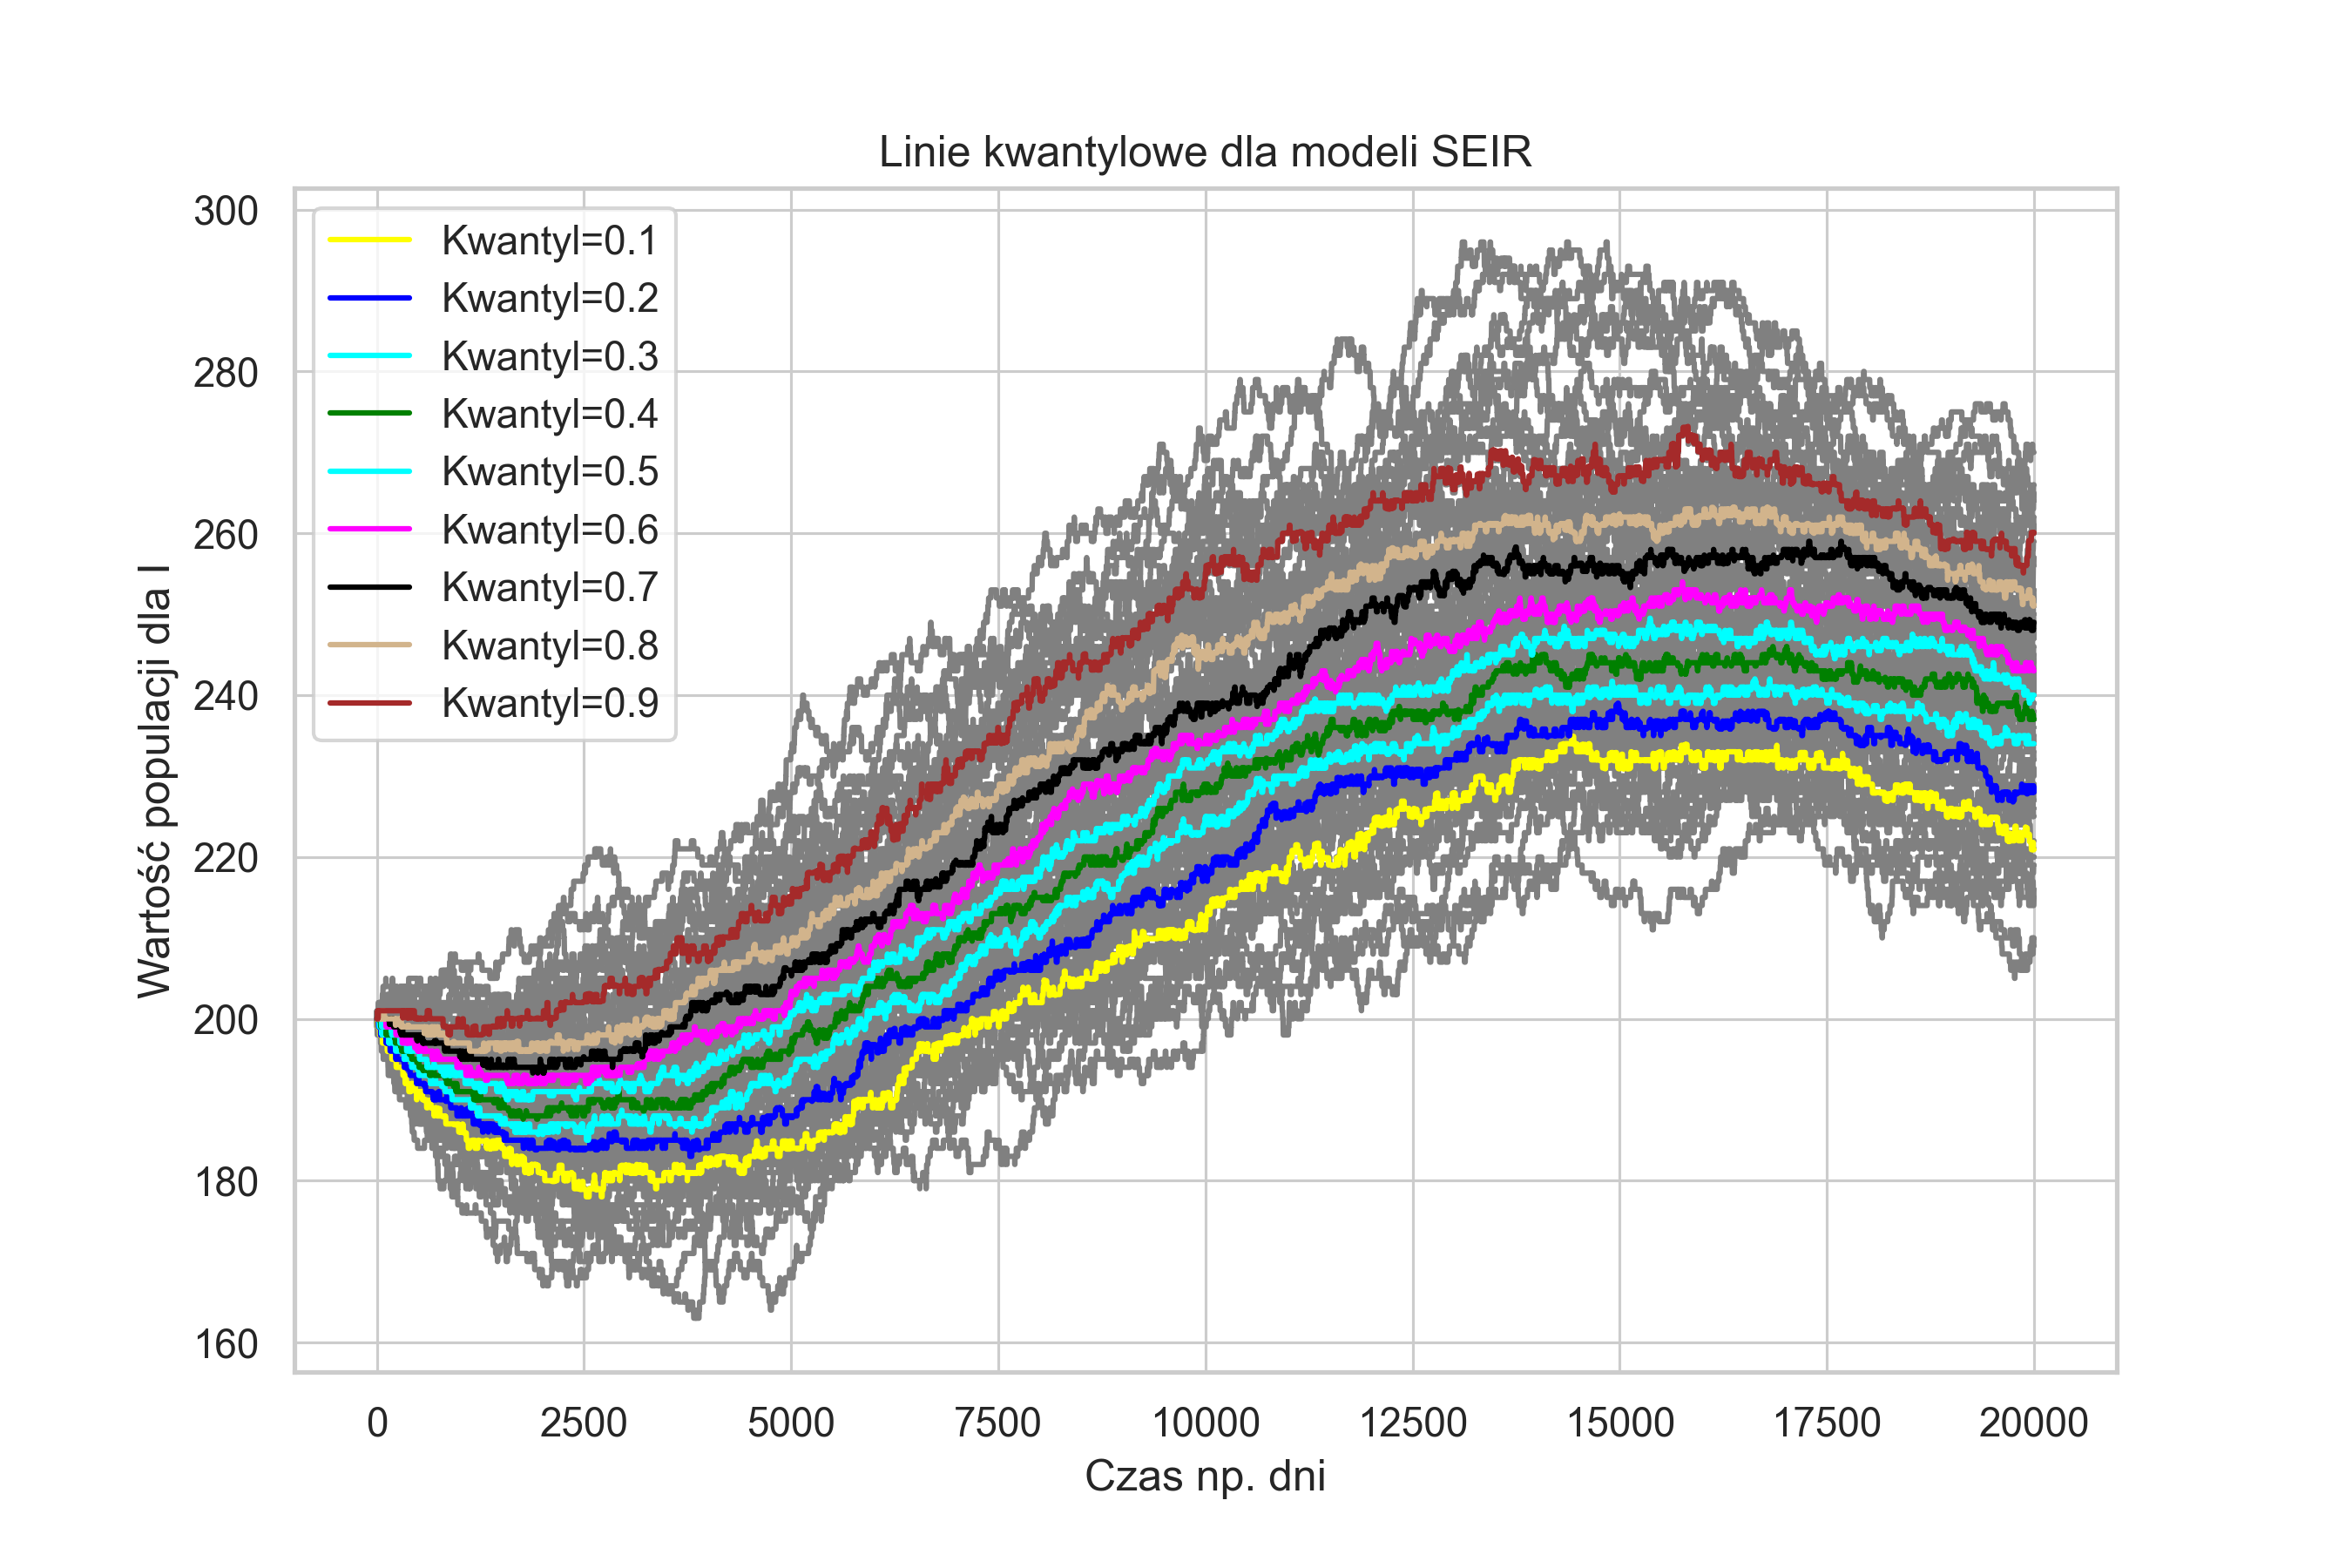 Linie kwantylowe dla modeli SEIR
300
280
260
240
220
200
180
160
Wartość populacji dla I
Kwantyl=0.1
Kwantyl=0.2
Kwantyl=0.3
Kwantyl=0.4
Kwantyl=0.5
Kwantyl=0.6
Kwantyl=0.7
Kwantyl=0.8
Kwantyl=0.9
0 2500 5000 7500 10000 12500 15000 17500 20000
Czas np. dni